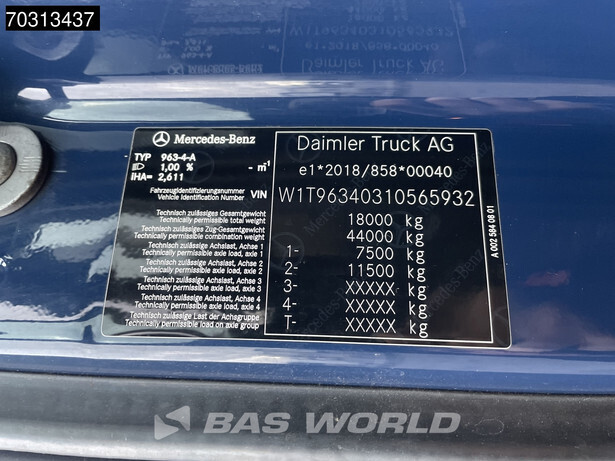 70313437
Mercedes-Benz
Daimler Truck AG
TYP 963-4-A
1,00 % - m⁻¹
IHA= 2,611
e1*2018/858*00040
Fahrzeugidentifizierungsnummer
Vehicle Identification Number VIN W1T96340310565932
Technisch zulässiges Gesamtgewicht
Technically permissible total weight 18000 kg
Technisch zulässiges Zug-Gesamtgewicht
Technically permissible combination weight 44000 kg
Technisch zulässige Achslast, Achse 1
Technically permissible axle load, axle 1 1- 7500 kg
Technisch zulässige Achslast, Achse 2
Technically permissible axle load, axle 2 2- 11500 kg
Technisch zulässige Achslast, Achse 3
Technically permissible axle load, axle 3 3- XXXXX kg
Technisch zulässige Achslast, Achse 4
Technically permissible axle load, axle 4 4- XXXXX kg
Technisch zulässige Last der Achsgruppe
Technically permissible load on axle group T- XXXXX kg
A 002 584 08 01
BAS WORLD